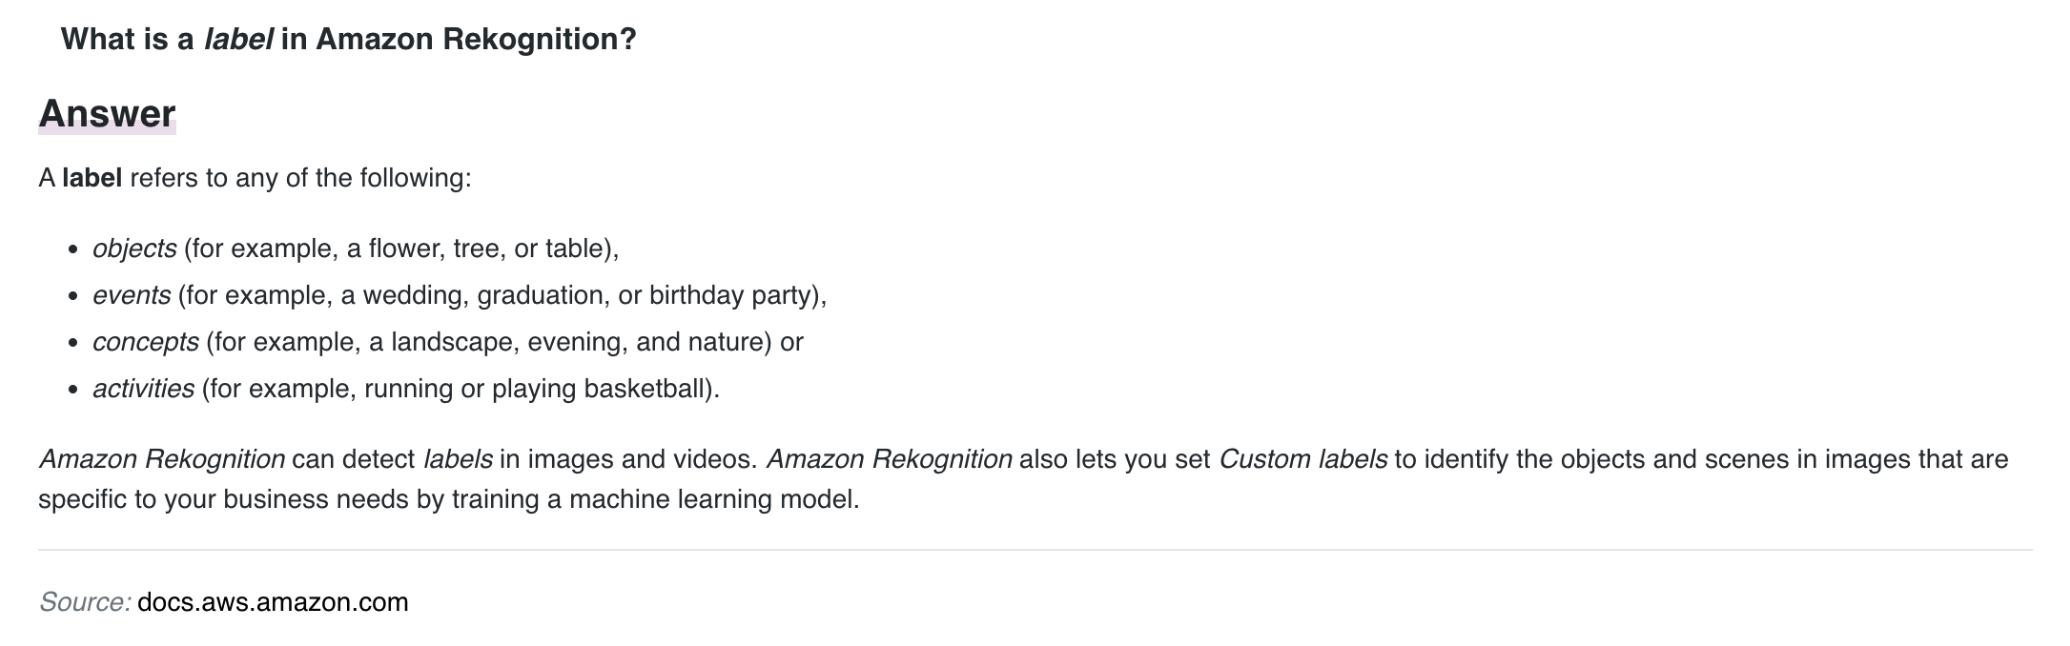 What is a label in Amazon Rekognition?
Answer
A label refers to any of the following:
• objects (for example, a flower, tree, or table),
• events (for example, a wedding, graduation, or birthday party),
• concepts (for example, a landscape, evening, and nature) or
• activities (for example, running or playing basketball).
Amazon Rekognition can detect labels in images and videos. Amazon Rekognition also lets you set Custom labels to identify the objects and scenes in images that are
specific to your business needs by training a machine learning model.
Source: docs.aws.amazon.com